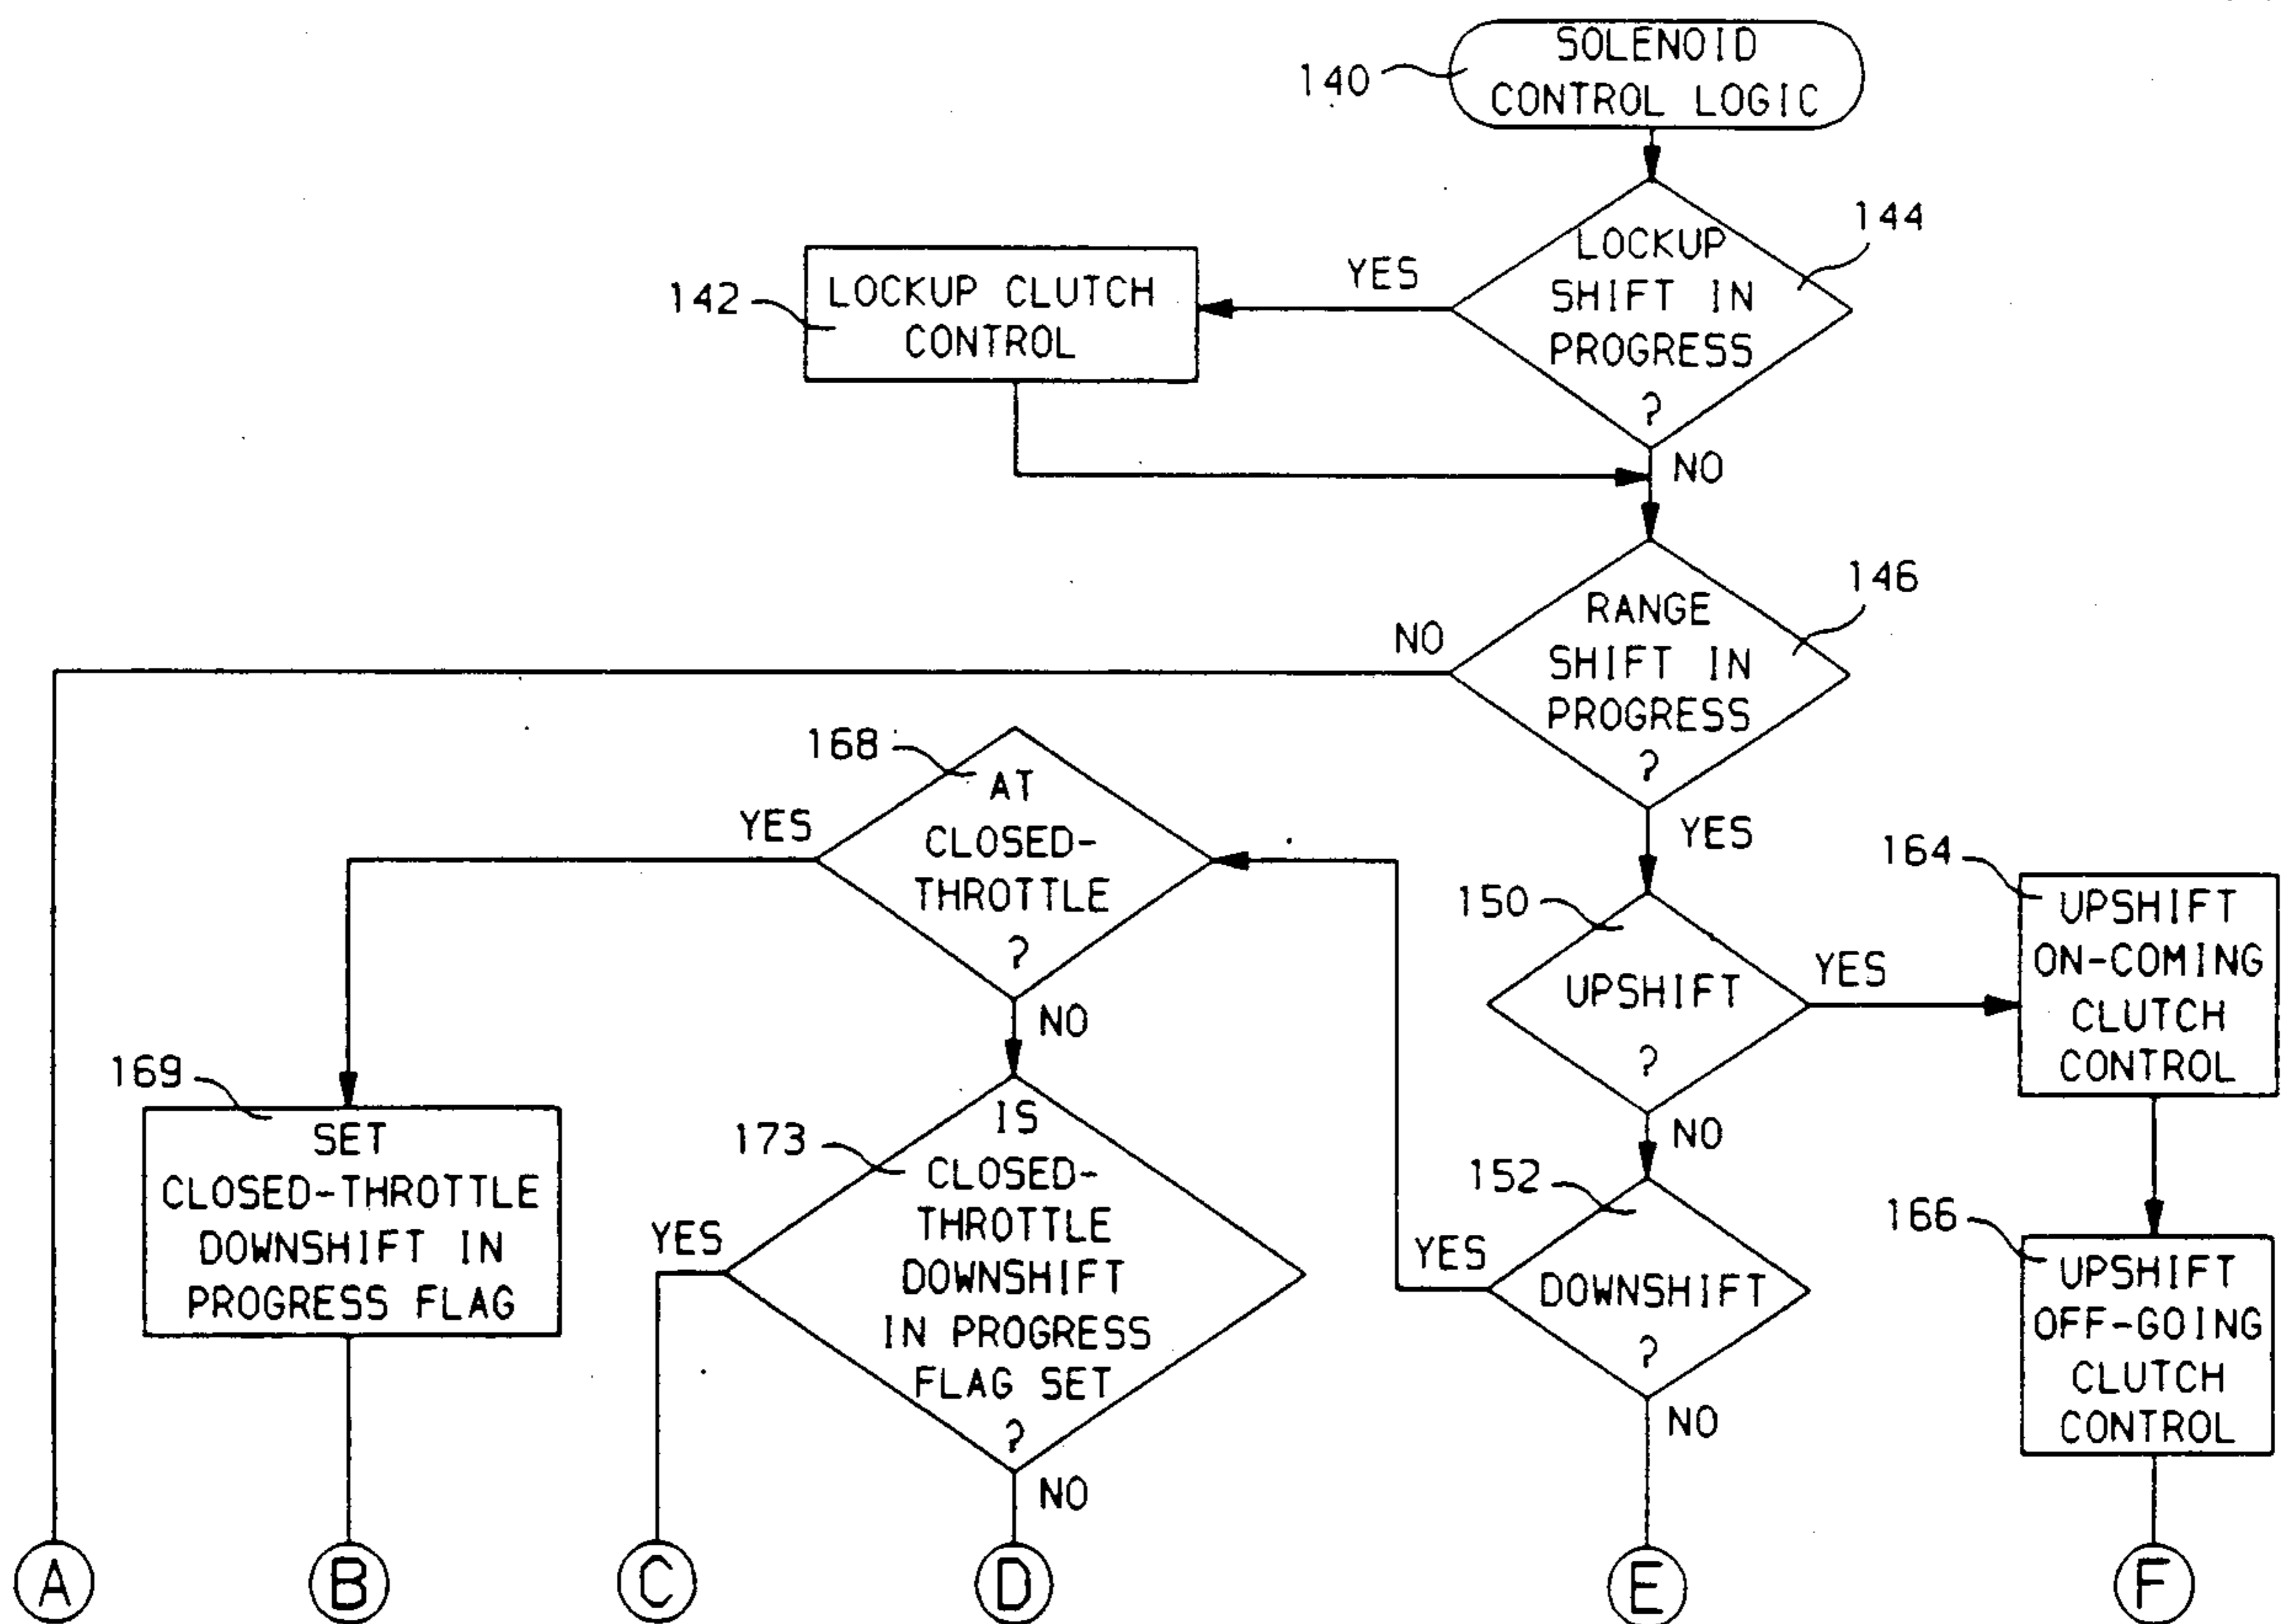 SOLENOID
CONTROL LOGIC
140
144
LOCKUP
SHIFT IN
PROGRESS
?
YES
142
LOCKUP CLUTCH
CONTROL
NO
146
RANGE
SHIFT IN
PROGRESS
?
NO
YES
168
AT
CLOSED-
THROTTLE
?
YES
NO
150
UPSHIFT
?
YES
NO
164
UPSHIFT
ON-COMING
CLUTCH
CONTROL
169
SET
CLOSED-THROTTLE
DOWNSHIFT IN
PROGRESS FLAG
173
IS
CLOSED-
THROTTLE
DOWNSHIFT
IN PROGRESS
FLAG SET
?
YES
NO
152
DOWNSHIFT
?
YES
NO
166
UPSHIFT
OFF-GOING
CLUTCH
CONTROL
A
B
C
D
E
F